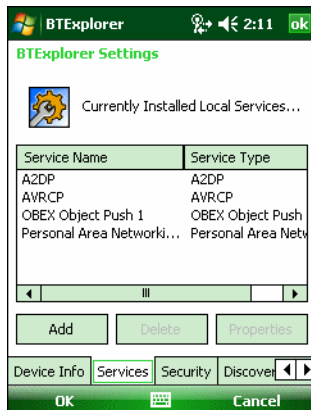 BTExplorer 2:11 ok
BTExplorer Settings
Currently Installed Local Services...
Service Name Service Type
A2DP A2DP
AVRCP AVRCP
OBEX Object Push 1 OBEX Object Push
Personal Area Networki... Personal Area Netw
Add Delete Properties
Device Info Services Security Discover
OK Cancel